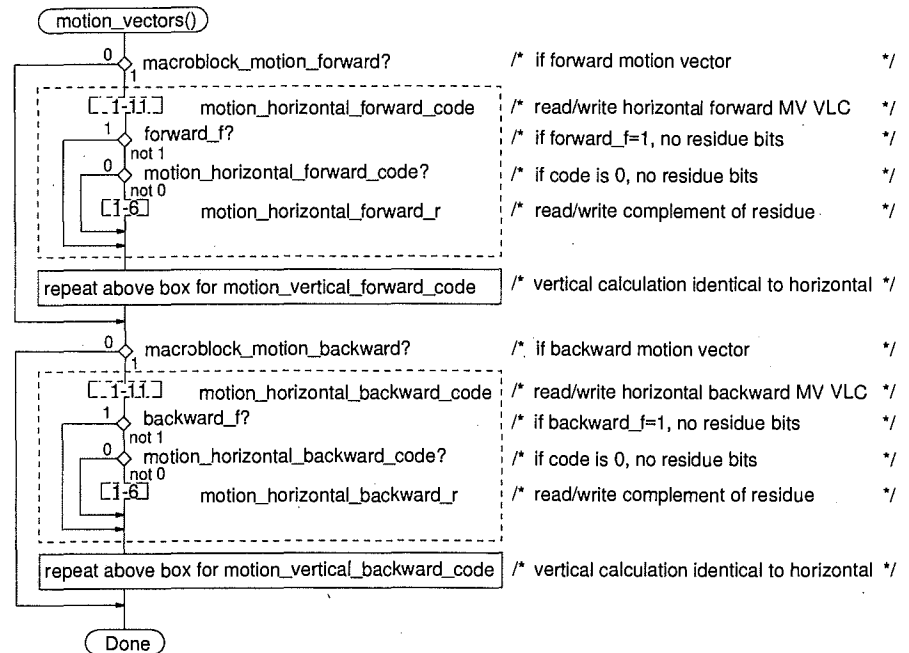 motion_vectors()
0 macroblock_motion_forward? /* if forward motion vector */
1
1-11 motion_horizontal_forward_code /* read/write horizontal forward MV VLC */
1 forward_f? /* if forward_f=1, no residue bits */
not 1
0 motion_horizontal_forward_code? /* if code is 0, no residue bits */
not 0
1-6 motion_horizontal_forward_r /* read/write complement of residue */
repeat above box for motion_vertical_forward_code /* vertical calculation identical to horizontal */
0 macroblock_motion_backward? /* if backward motion vector */
1
1-11 motion_horizontal_backward_code /* read/write horizontal backward MV VLC */
1 backward_f? /* if backward_f=1, no residue bits */
not 1
0 motion_horizontal_backward_code? /* if code is 0, no residue bits */
not 0
1-6 motion_horizontal_backward_r /* read/write complement of residue */
repeat above box for motion_vertical_backward_code /* vertical calculation identical to horizontal */
Done